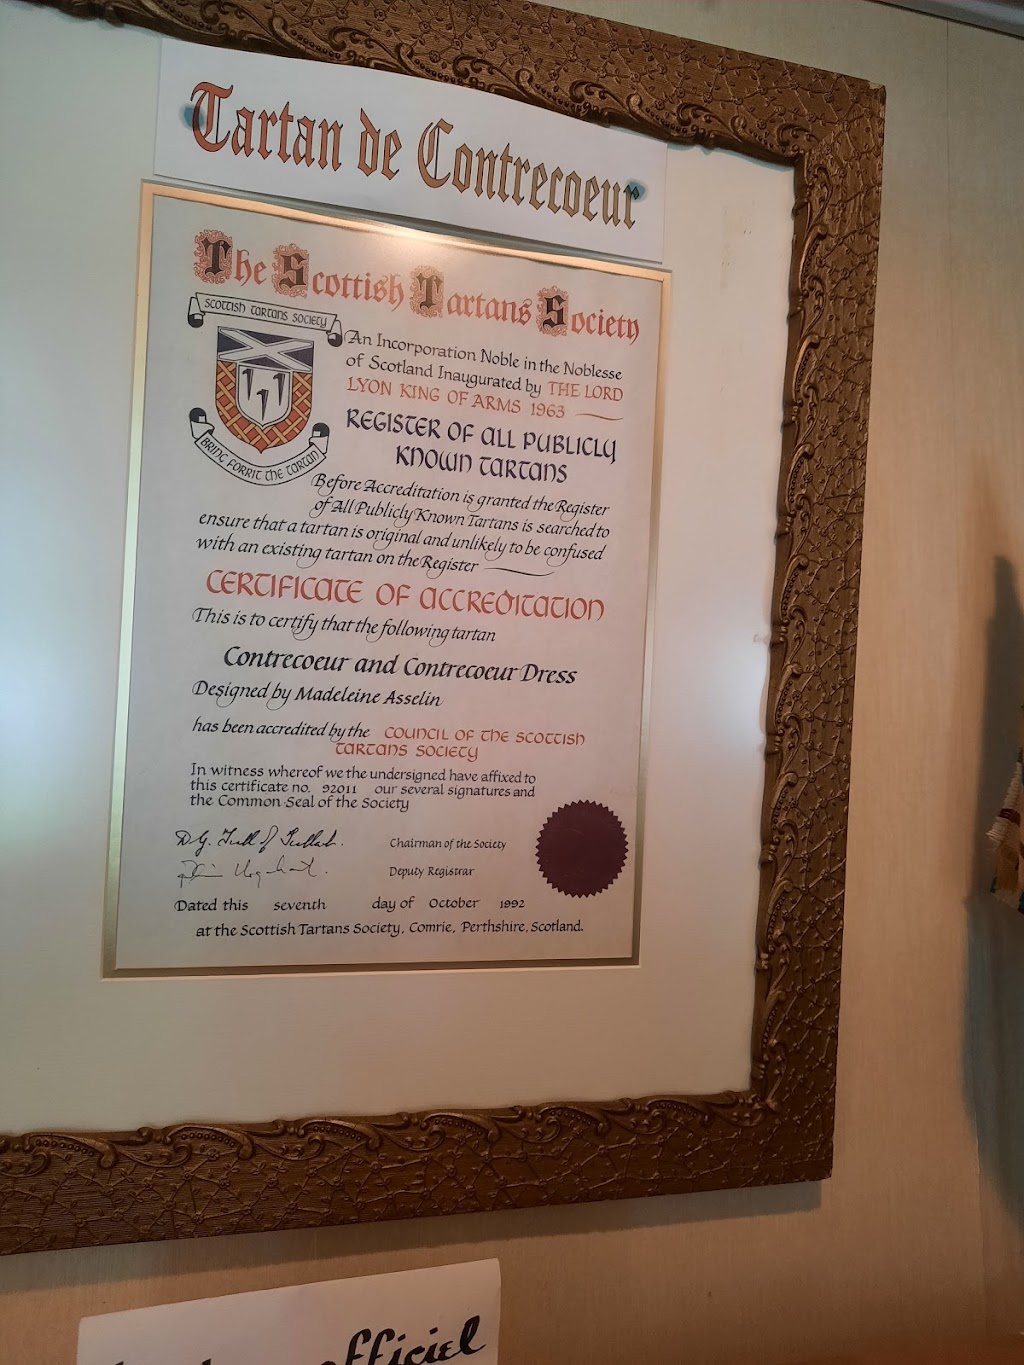 Tartan de Contrecoeur
The Scottish Tartans Society
SCOTTISH TARTANS SOCIETY
BRING FORRIT THE TARTAN
An Incorporation Noble in the Noblesse
of Scotland Inaugurated by THE LORD
LYON KING OF ARMS 1963
REGISTER OF ALL PUBLICLY
KNOWN TARTANS
Before Accreditation is granted the Register
of All Publicly Known Tartans is searched to
ensure that a tartan is original and unlikely to be confused
with an existing tartan on the Register
CERTIFICATE OF ACCREDITATION
This is to certify that the following tartan
Contrecoeur and Contrecoeur Dress
Designed by Madeleine Asselin
has been accredited by the COUNCIL OF THE SCOTTISH
TARTANS SOCIETY
In witness whereof we the undersigned have affixed to
this certificate no. 92011 our several signatures and
the Common Seal of the Society
Chairman of the Society
Deputy Registrar
Dated this seventh day of October 1992
at the Scottish Tartans Society, Comrie, Perthshire, Scotland.
officiel